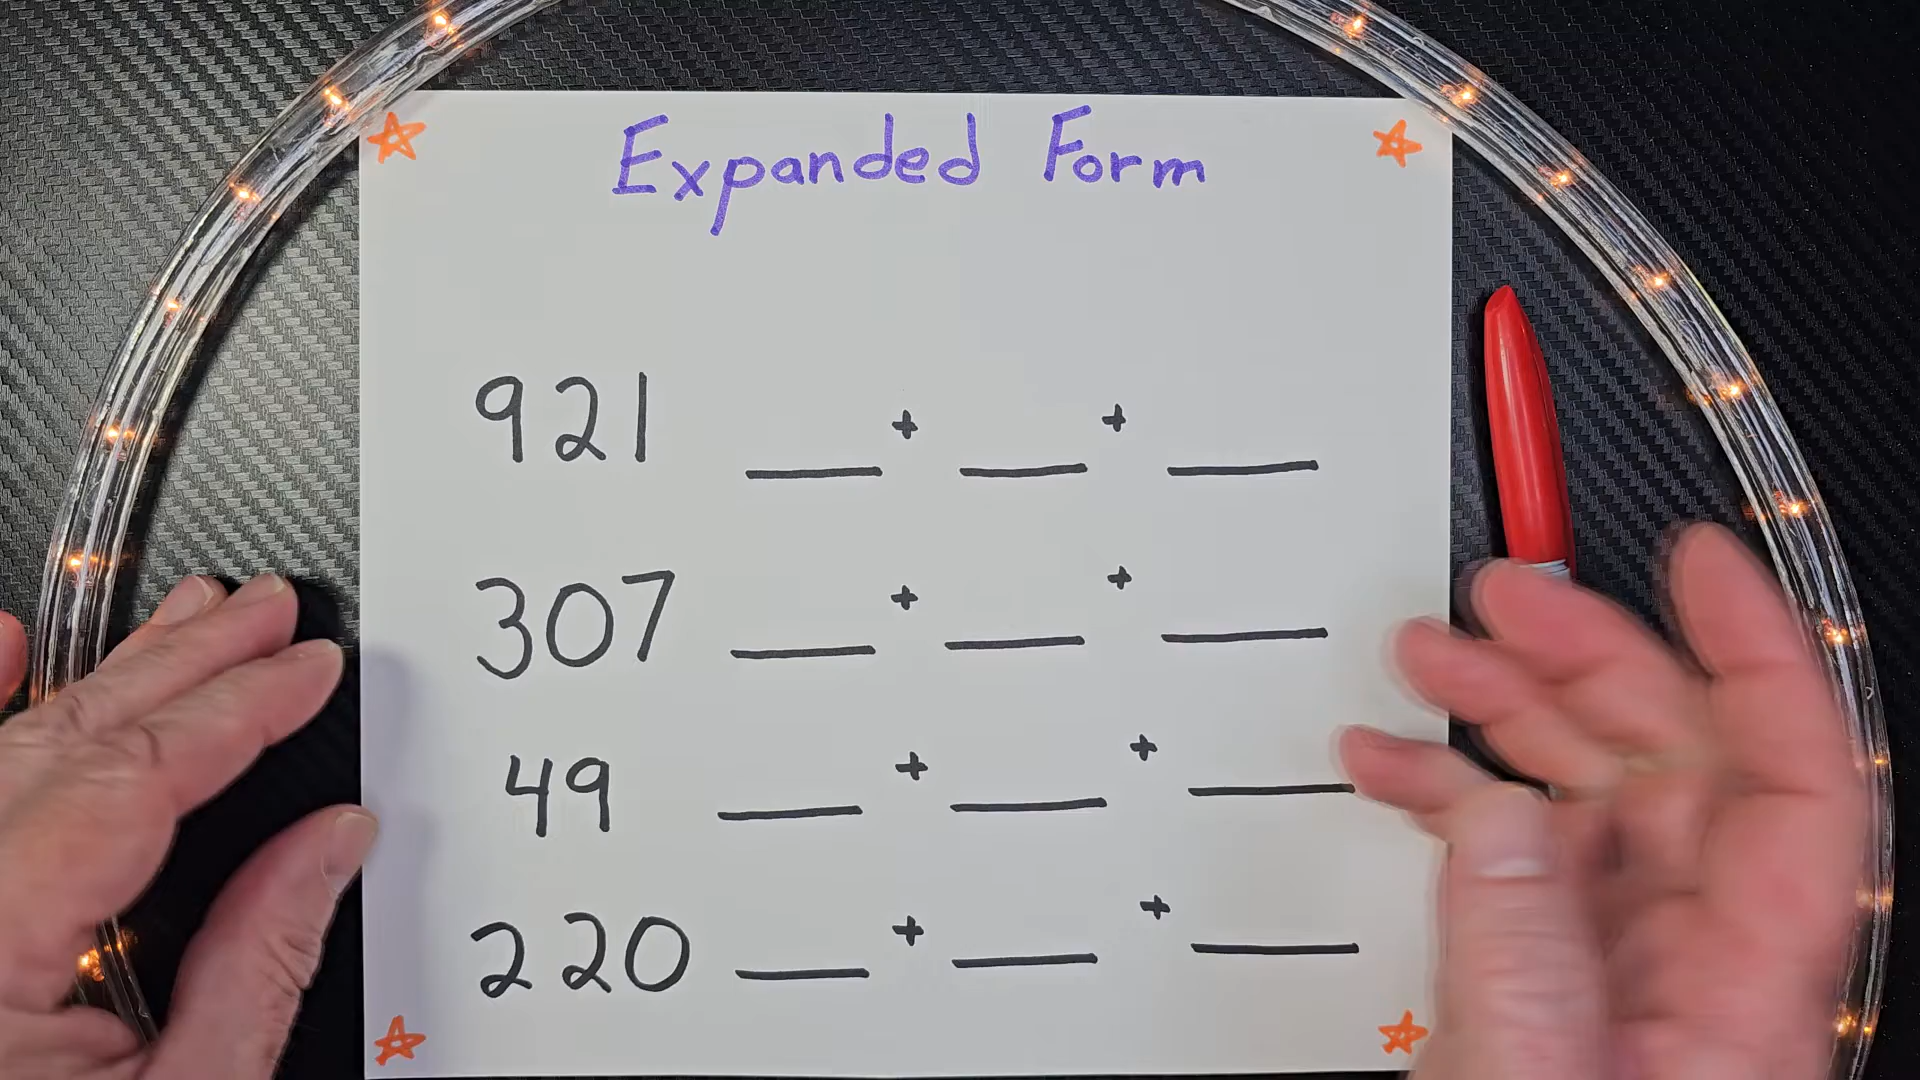 Expanded Form
921 ___ + ___ + ___
307 ___ + ___ + ___
49 ___ + ___ + ___
220 ___ + ___ + ___